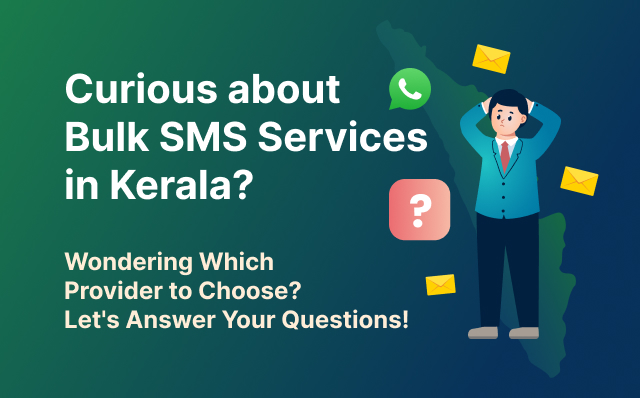 Curious about
Bulk SMS Services
in Kerala?
?
Wondering Which
Provider to Choose?
Let's Answer Your Questions!